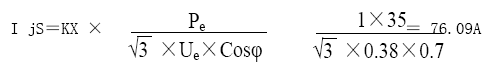 I jS=KX × Pe / √3 ×Ue×Cosφ 1×35 / √3 ×0.38×0.7 = 76.09A